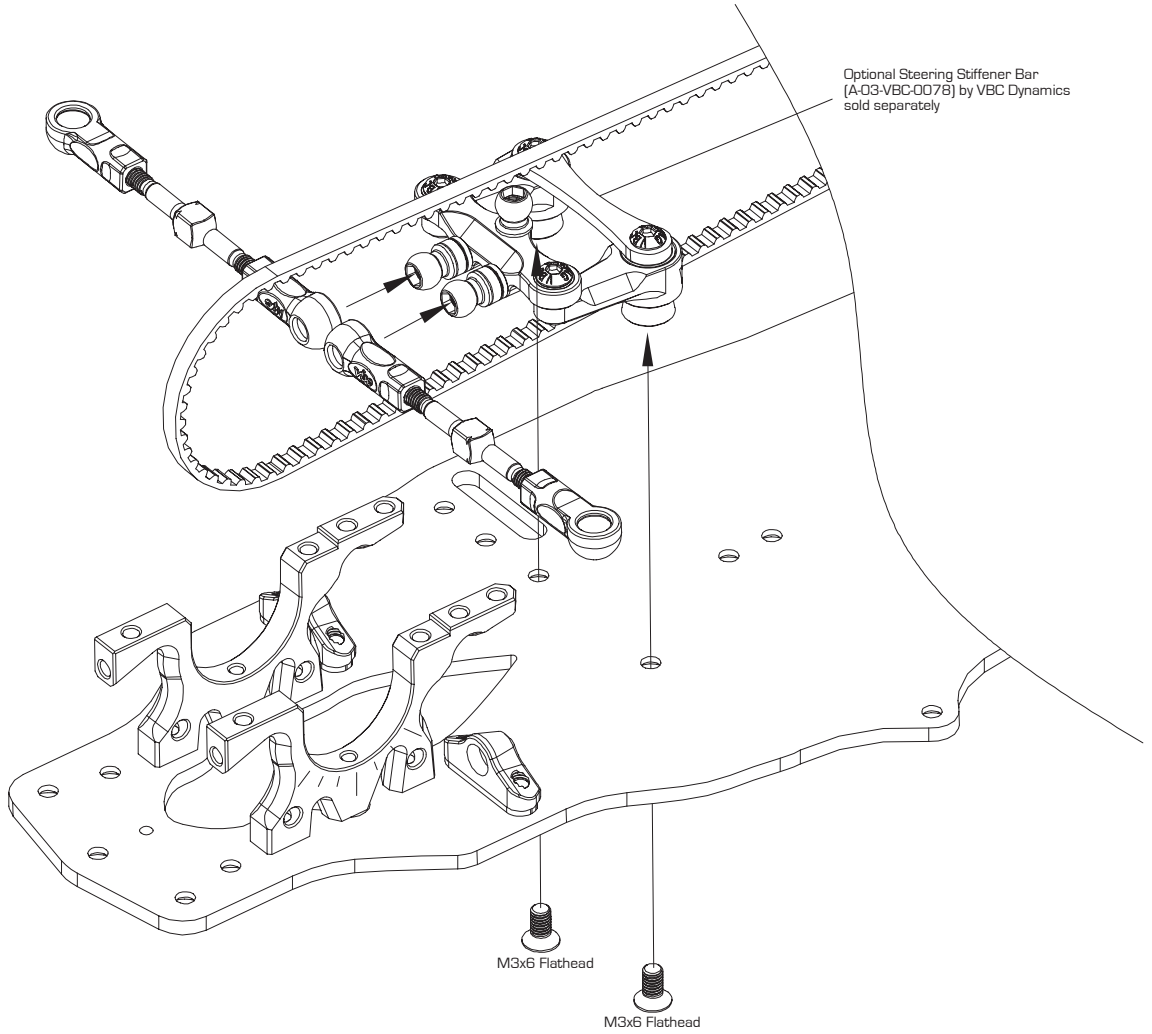 Optional Steering Stiffener Bar
(A-03-VBC-0078) by VBC Dynamics
sold separately
M3x6 Flathead
M3x6 Flathead